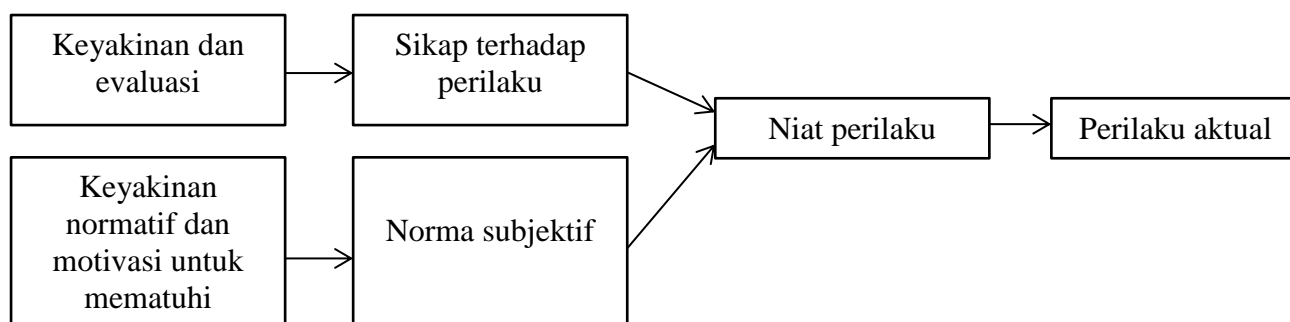 Keyakinan dan
evaluasi
Sikap terhadap
perilaku
Niat perilaku
Perilaku aktual
Keyakinan
normatif dan
motivasi untuk
mematuhi
Norma subjektif